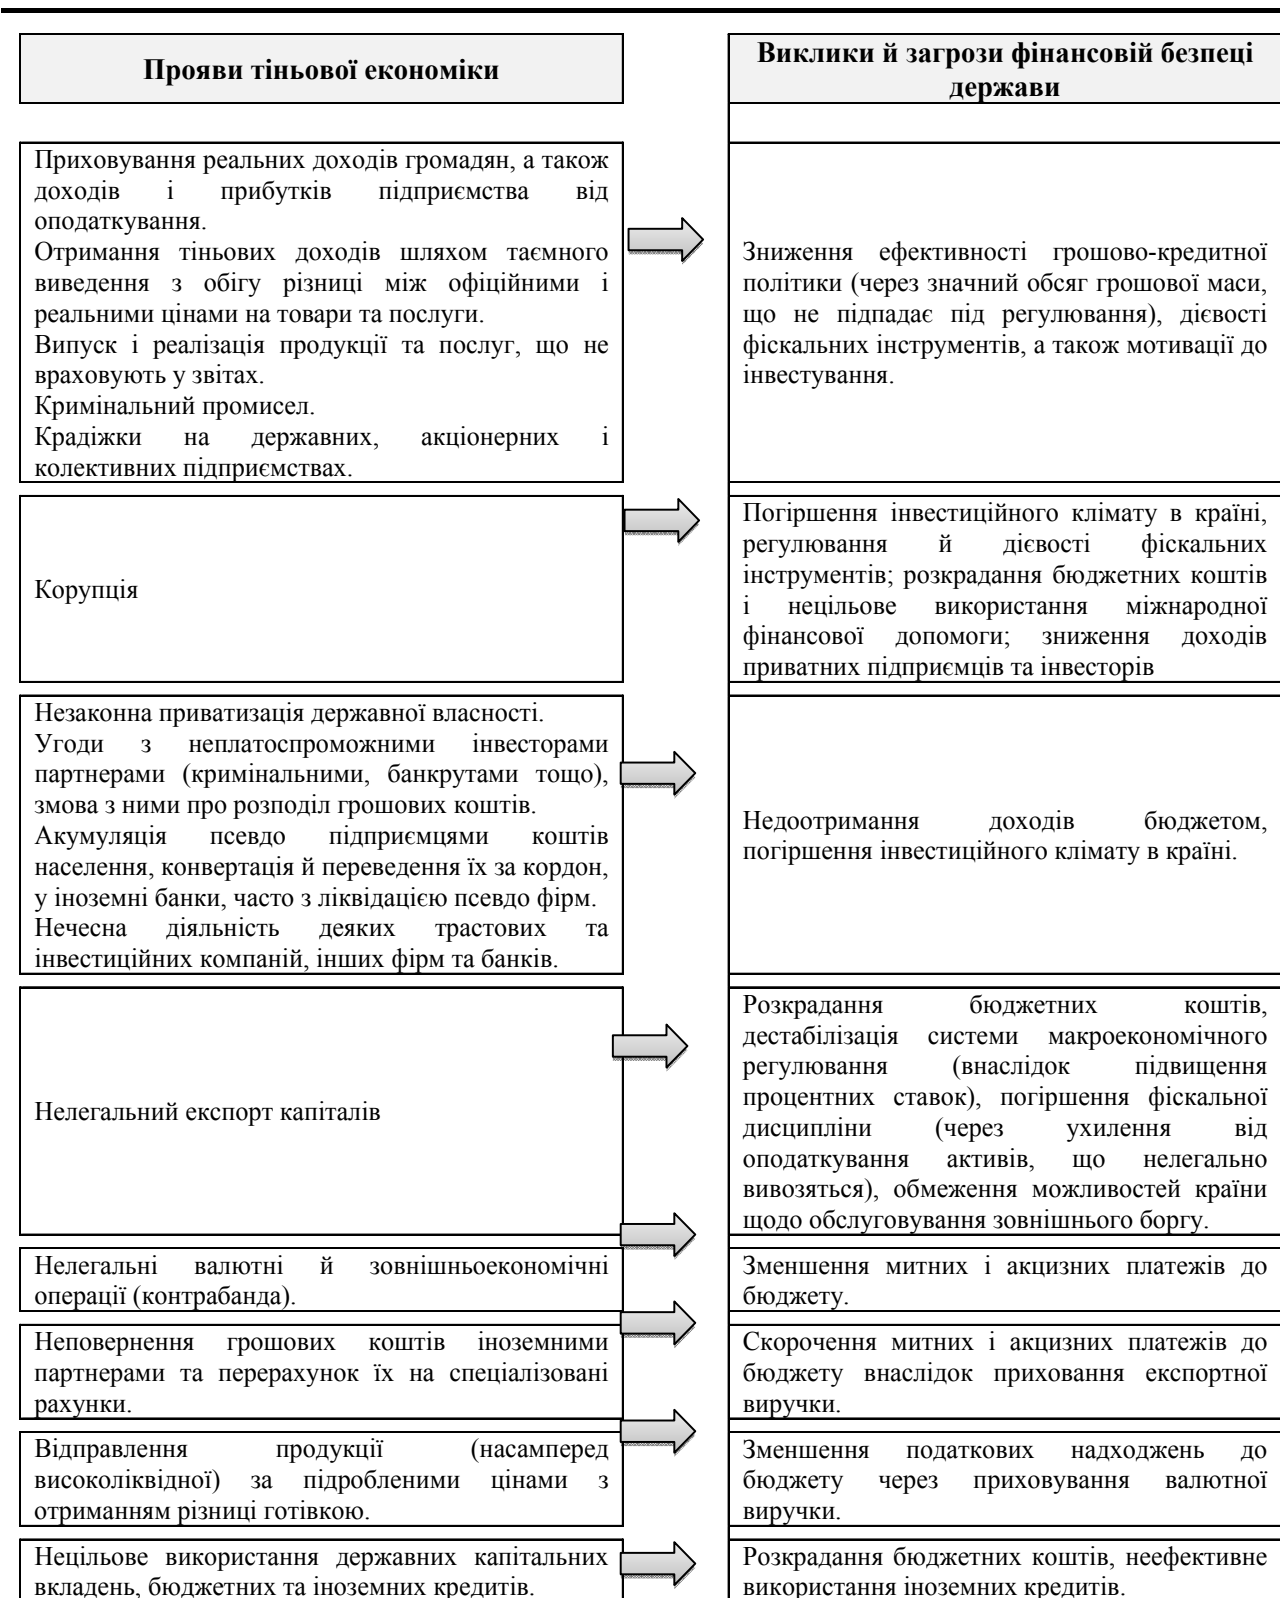 Прояви тіньової економіки
Виклики й загрози фінансовій безпеці
держави
Приховування реальних доходів громадян, а також
доходів і прибутків підприємства від
оподаткування.
Отримання тіньових доходів шляхом таємного
виведення з обігу різниці між офіційними і
реальними цінами на товари та послуги.
Випуск і реалізація продукції та послуг, що не
враховують у звітах.
Кримінальний промисел.
Крадіжки на державних, акціонерних і
колективних підприємствах.
Зниження ефективності грошово-кредитної
політики (через значний обсяг грошової маси,
що не підпадає під регулювання), дієвості
фіскальних інструментів, а також мотивації до
інвестування.
Корупція
Погіршення інвестиційного клімату в країні,
регулювання й дієвості фіскальних
інструментів; розкрадання бюджетних коштів
і нецільове використання міжнародної
фінансової допомоги; зниження доходів
приватних підприємців та інвесторів
Незаконна приватизація державної власності.
Угоди з неплатоспроможними інвесторами
партнерами (кримінальними, банкрутами тощо),
змова з ними про розподіл грошових коштів.
Акумуляція псевдо підприємцями коштів
населення, конвертація й переведення їх за кордон,
у іноземні банки, часто з ліквідацією псевдо фірм.
Нечесна діяльність деяких трастових та
інвестиційних компаній, інших фірм та банків.
Недоотримання доходів бюджетом,
погіршення інвестиційного клімату в країні.
Нелегальний експорт капіталів
Розкрадання бюджетних коштів,
дестабілізація системи макроекономічного
регулювання (внаслідок підвищення
процентних ставок), погіршення фіскальної
дисципліни (через ухилення від
оподаткування активів, що нелегально
вивозяться), обмеження можливостей країни
щодо обслуговування зовнішнього боргу.
Нелегальні валютні й зовнішньоекономічні
операції (контрабанда).
Зменшення митних і акцизних платежів до
бюджету.
Неповернення грошових коштів іноземними
партнерами та перерахунок їх на спеціалізовані
рахунки.
Скорочення митних і акцизних платежів до
бюджету внаслідок приховання експортної
виручки.
Відправлення продукції (насамперед
високоліквідної) за підробленими цінами з
отриманням різниці готівкою.
Зменшення податкових надходжень до
бюджету через приховування валютної
виручки.
Нецільове використання державних капітальних
вкладень, бюджетних та іноземних кредитів.
Розкрадання бюджетних коштів, неефективне
використання іноземних кредитів.